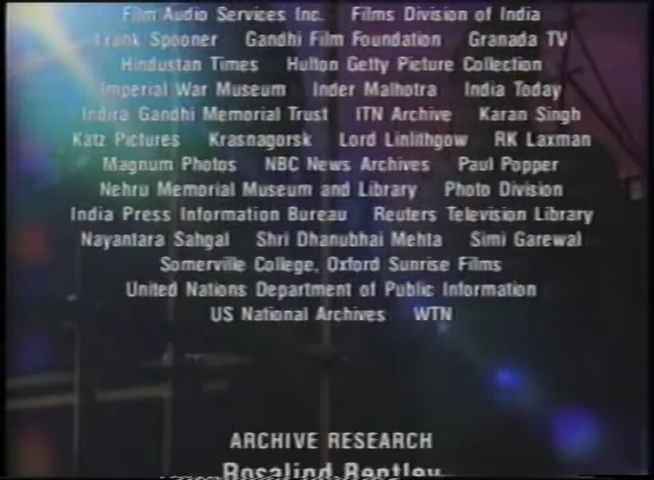 Film Audio Services Inc. Films Division of India
Frank Spooner Gandhi Film Foundation Granada TV
Hindustan Times Hulton Getty Picture Collection
Imperial War Museum Inder Malhotra India Today
Indira Gandhi Memorial Trust ITN Archive Karan Singh
Katz Pictures Krasnagorsk Lord Linlithgow RK Laxman
Magnum Photos NBC News Archives Paul Popper
Nehru Memorial Museum and Library Photo Division
India Press Information Bureau Reuters Television Library
Nayantara Sahgal Shri Dhanubhai Mehta Simi Garewal
Somerville College, Oxford Sunrise Films
United Nations Department of Public Information
US National Archives WTN
ARCHIVE RESEARCH
Rosalind Bentley